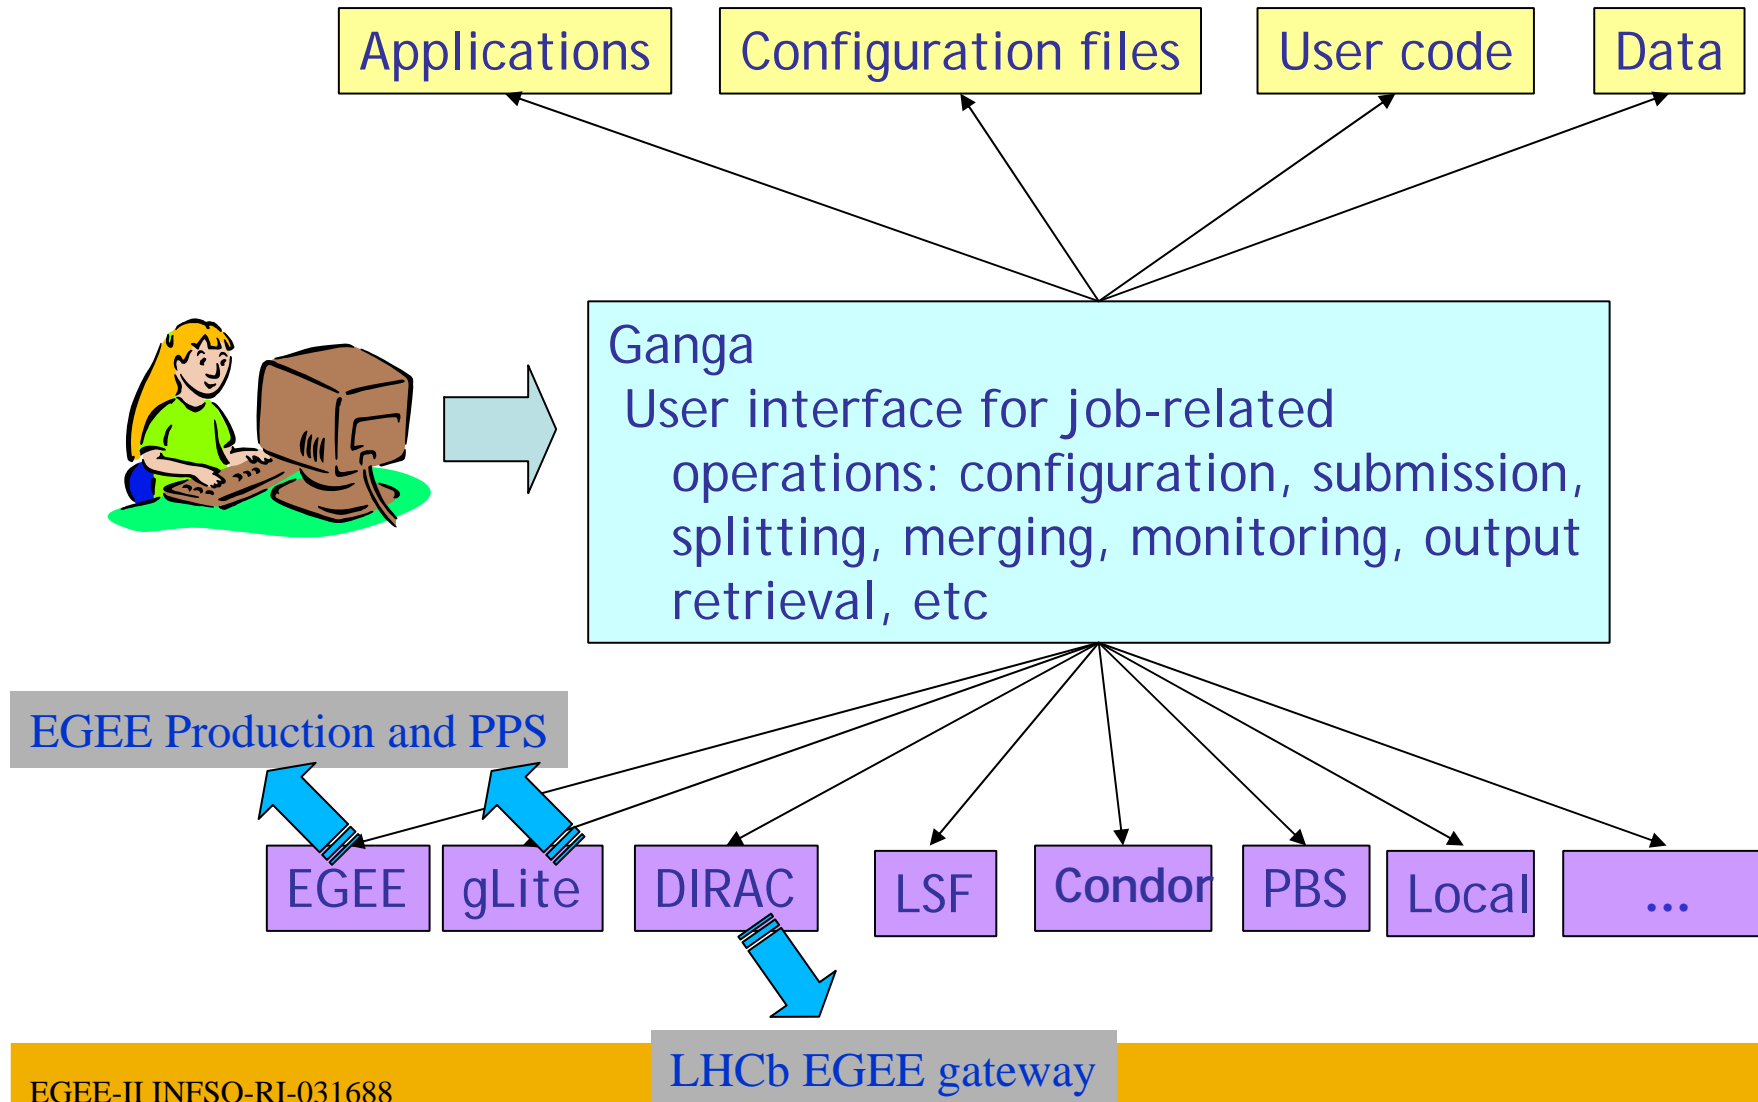 Applications
Configuration files
User code
Data
Ganga
User interface for job-related
operations: configuration, submission,
splitting, merging, monitoring, output
retrieval, etc
EGEE Production and PPS
EGEE
gLite
DIRAC
LSF
Condor
PBS
Local
...
LHCb EGEE gateway
EGEE-II INFSO-RI-031688